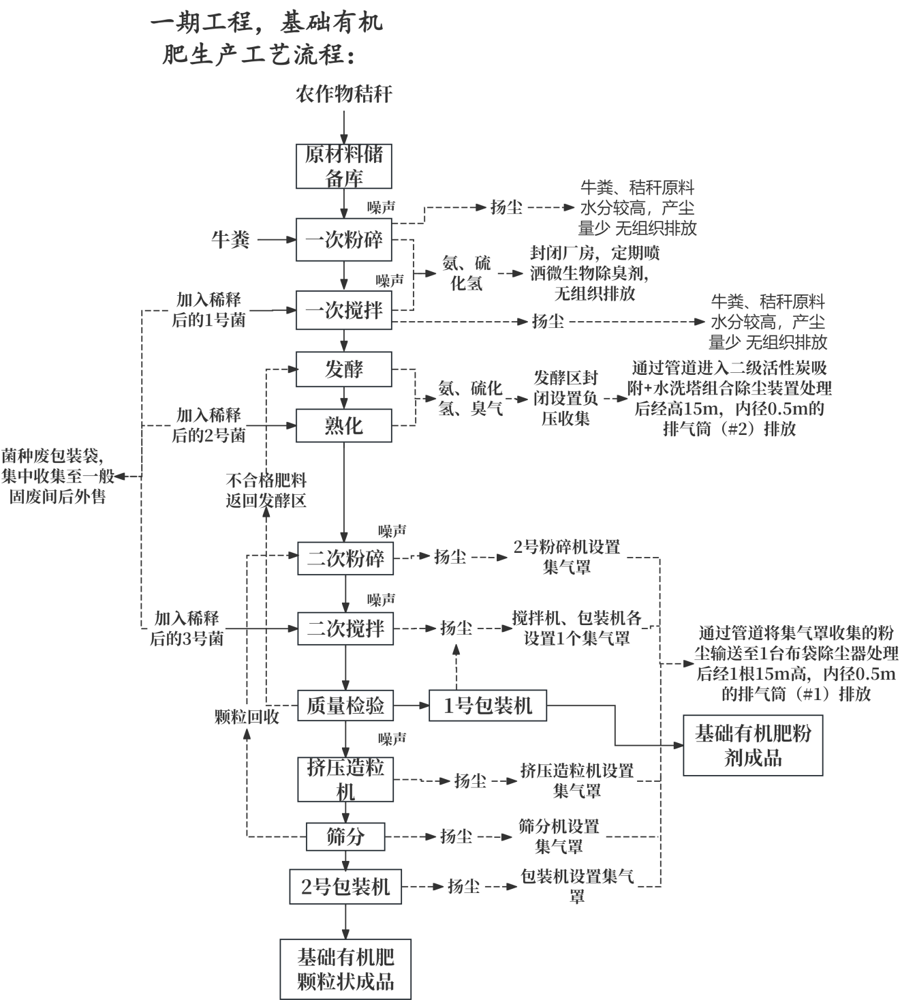 一期工程，基础有机
肥生产工艺流程：
农作物秸秆
原材料储
备库
噪声
扬尘
牛粪、秸秆原料
水分较高，产尘
量少 无组织排放
牛粪
一次粉碎
氨、硫
化氢
封闭厂房，定期喷
洒微生物除臭剂，
无组织排放
噪声
加入稀释
后的1号菌
一次搅拌
扬尘
牛粪、秸秆原料
水分较高，产尘
量少 无组织排放
发酵
氨、硫化
氢、臭气
发酵区封
闭设置负
压收集
通过管道进入二级活性炭吸
附+水洗塔组合除尘装置处理
后经高15m，内径0.5m的
排气筒（#2）排放
加入稀释
后的2号菌
熟化
菌种废包装袋，
集中收集至一般
固废间后外售
不合格肥料
返回发酵区
噪声
二次粉碎
扬尘
2号粉碎机设置
集气罩
噪声
加入稀释
后的3号菌
二次搅拌
扬尘
搅拌机、包装机各
设置1个集气罩
通过管道将集气罩收集的粉
尘输送至1台布袋除尘器处理
后经1根15m高，内径0.5m
的排气筒（#1）排放
质量检验
1号包装机
颗粒回收
基础有机肥粉
剂成品
噪声
挤压造粒
机
扬尘
挤压造粒机设置
集气罩
筛分
扬尘
筛分机设置
集气罩
2号包装机
扬尘
包装机设置集气
罩
基础有机肥
颗粒状成品